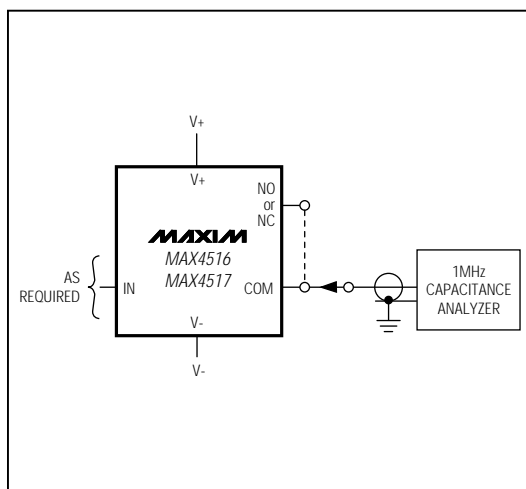 V+
V+
NO
or
NC
MAXIM
MAX4516
MAX4517
AS
REQUIRED
IN
COM
1MHz
CAPACITANCE
ANALYZER
V-
V-